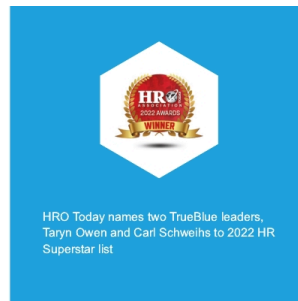 HRO
ASSOCIATION
2022 AWARDS
WINNER
HRO Today names two TrueBlue leaders,
Taryn Owen and Carl Schweihs to 2022 HR
Superstar list